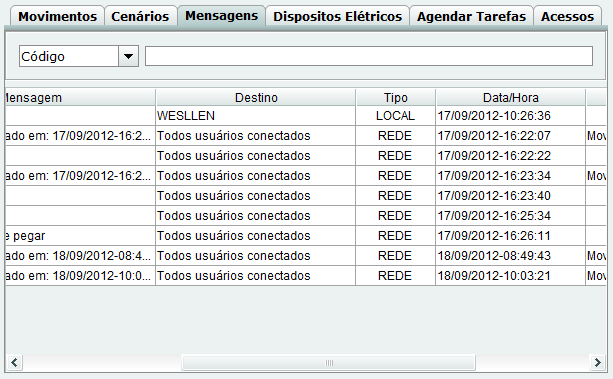 Movimentos Cenários Mensagens Dispositos Elétricos Agendar Tarefas Acessos
Código
Mensagem Destino Tipo Data/Hora
WESLLEN LOCAL 17/09/2012-10:26:36
ado em: 17/09/2012-16:2... Todos usuários conectados REDE 17/09/2012-16:22:07 Mov
Todos usuários conectados REDE 17/09/2012-16:22:22
ado em: 17/09/2012-16:2... Todos usuários conectados REDE 17/09/2012-16:23:34 Mov
Todos usuários conectados REDE 17/09/2012-16:23:40
Todos usuários conectados REDE 17/09/2012-16:25:34
e pegar Todos usuários conectados REDE 17/09/2012-16:26:11
ado em: 18/09/2012-08:4... Todos usuários conectados REDE 18/09/2012-08:49:43 Mov
ado em: 18/09/2012-10:0... Todos usuários conectados REDE 18/09/2012-10:03:21 Mov